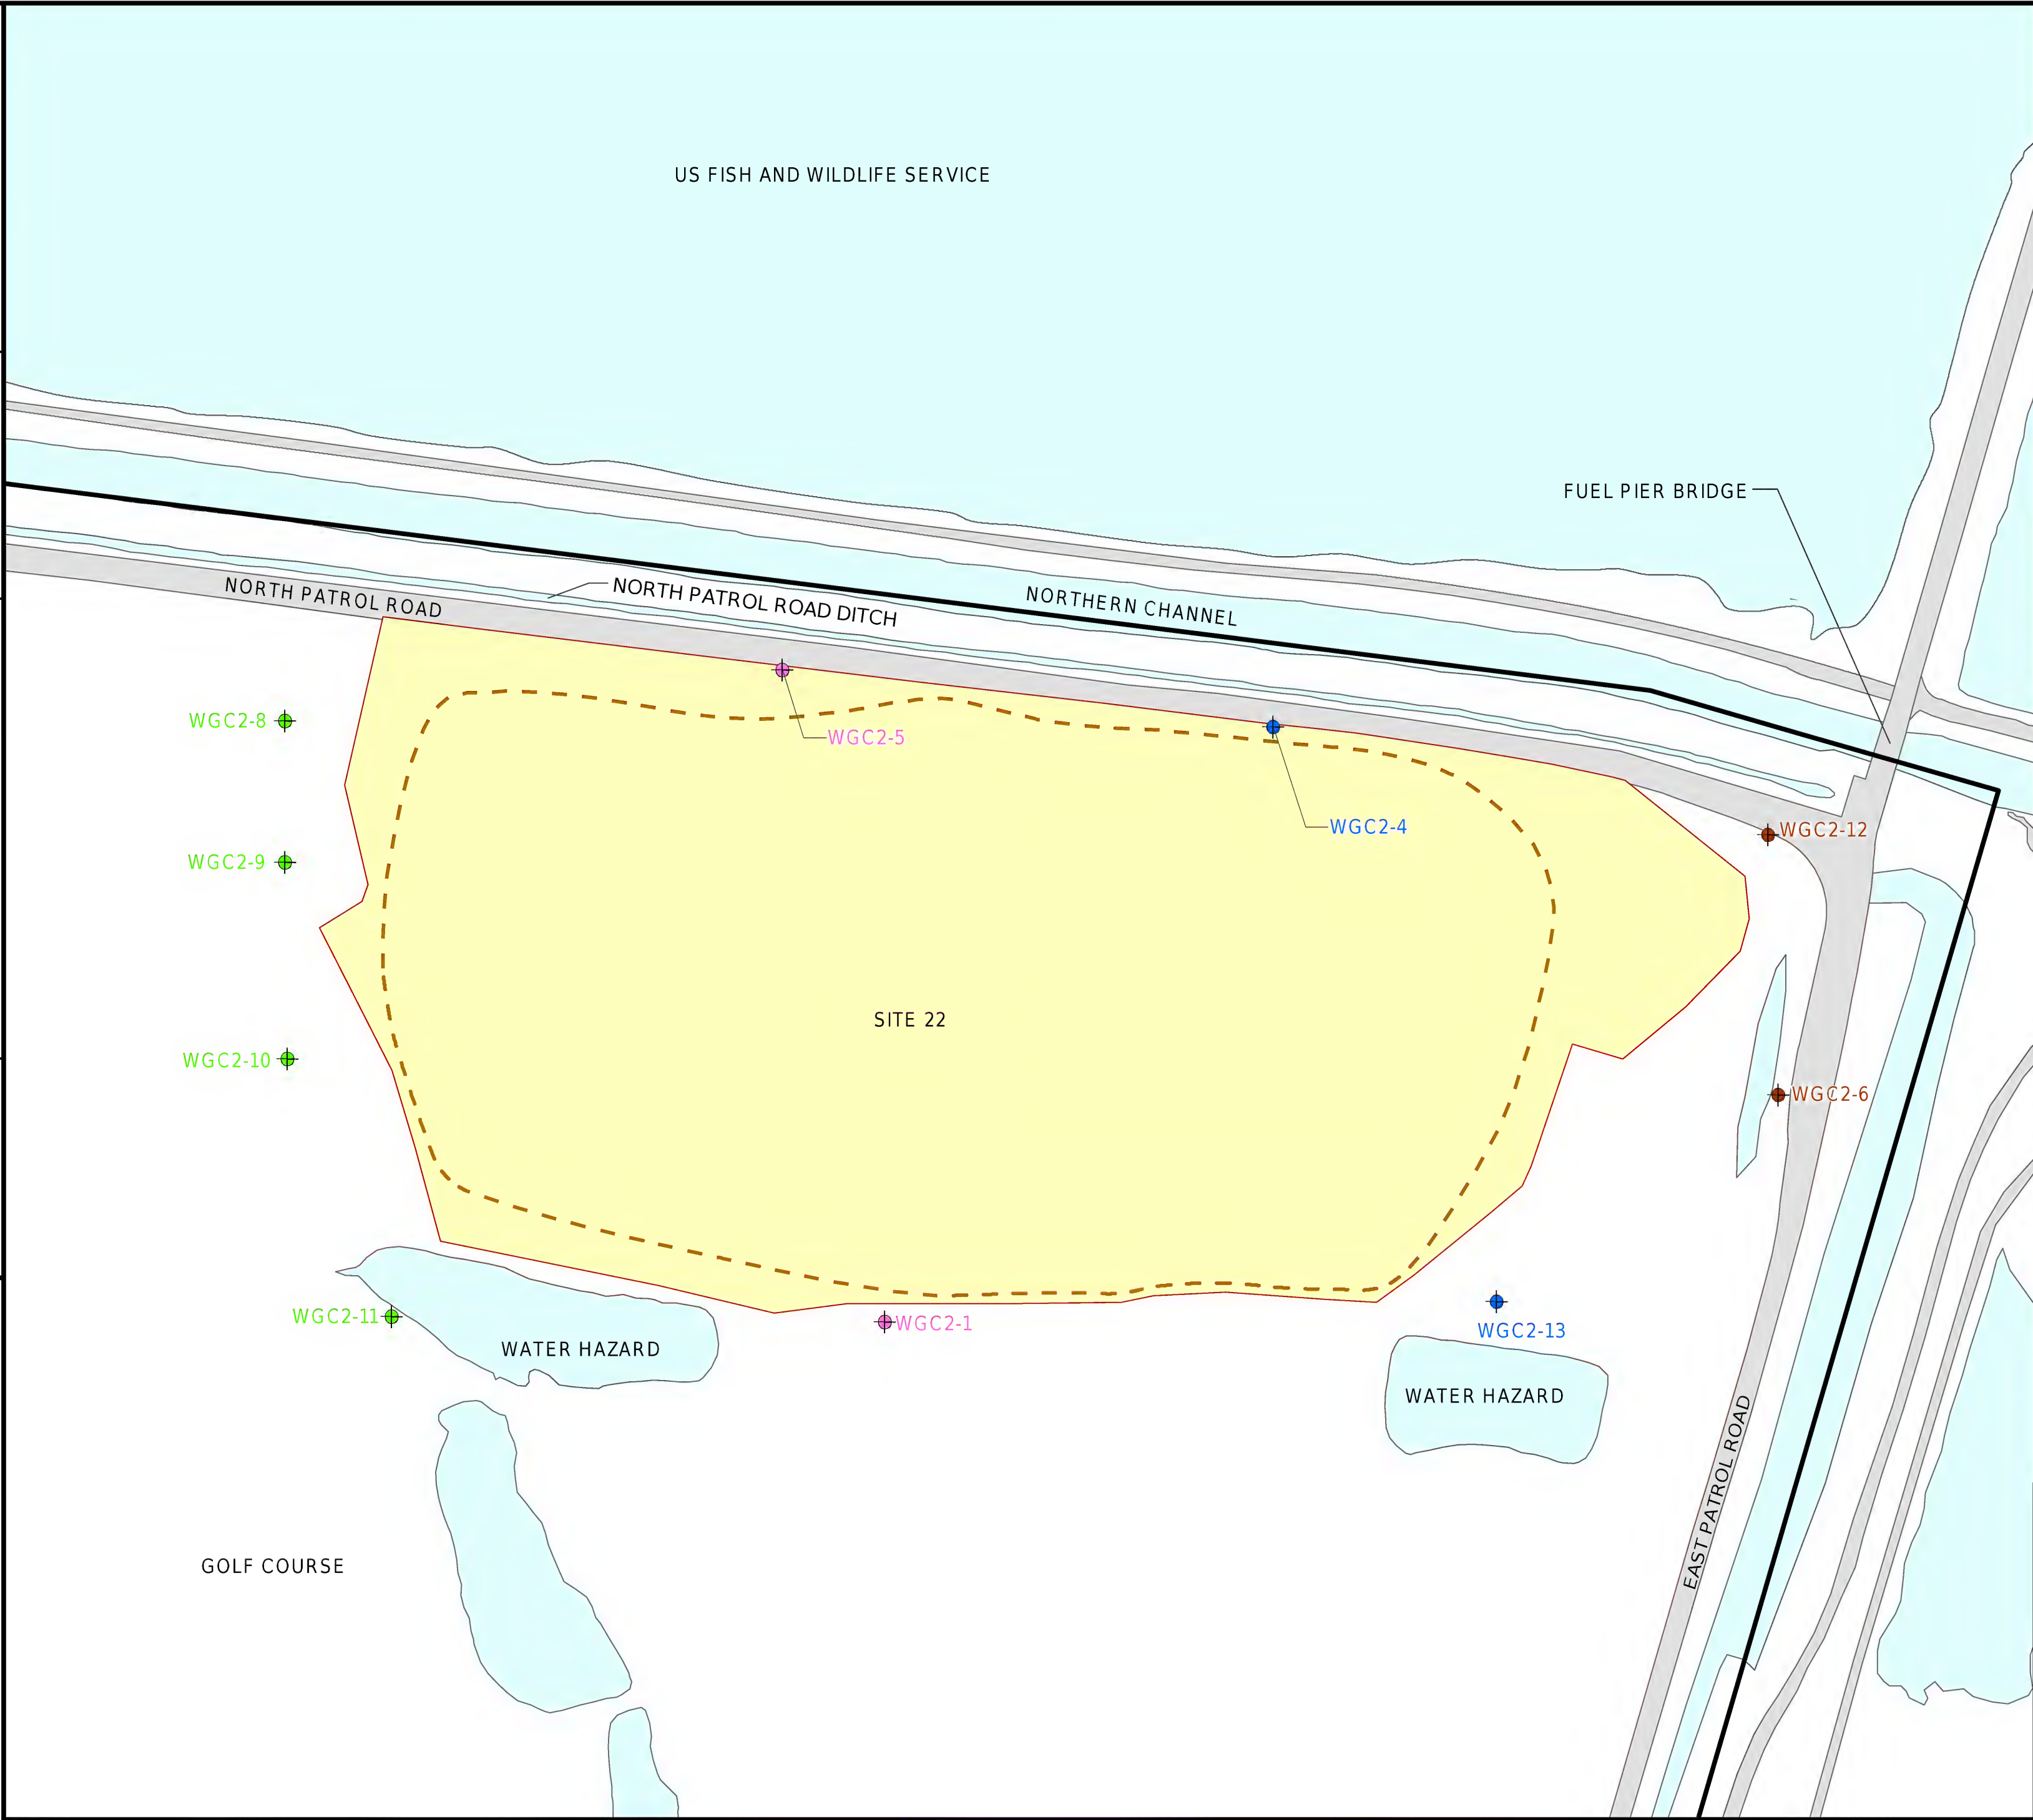 US FISH AND WILDLIFE SERVICE
FUEL PIER BRIDGE
NORTH PATROL ROAD
NORTH PATROL ROAD DITCH
NORTHERN CHANNEL
WGC2-8
WGC2-5
WGC2-4
WGC2-12
WGC2-9
SITE 22
WGC2-10
WGC2-6
WGC2-11
WGC2-1
WGC2-13
WATER HAZARD
WATER HAZARD
EAST PATROL ROAD
GOLF COURSE